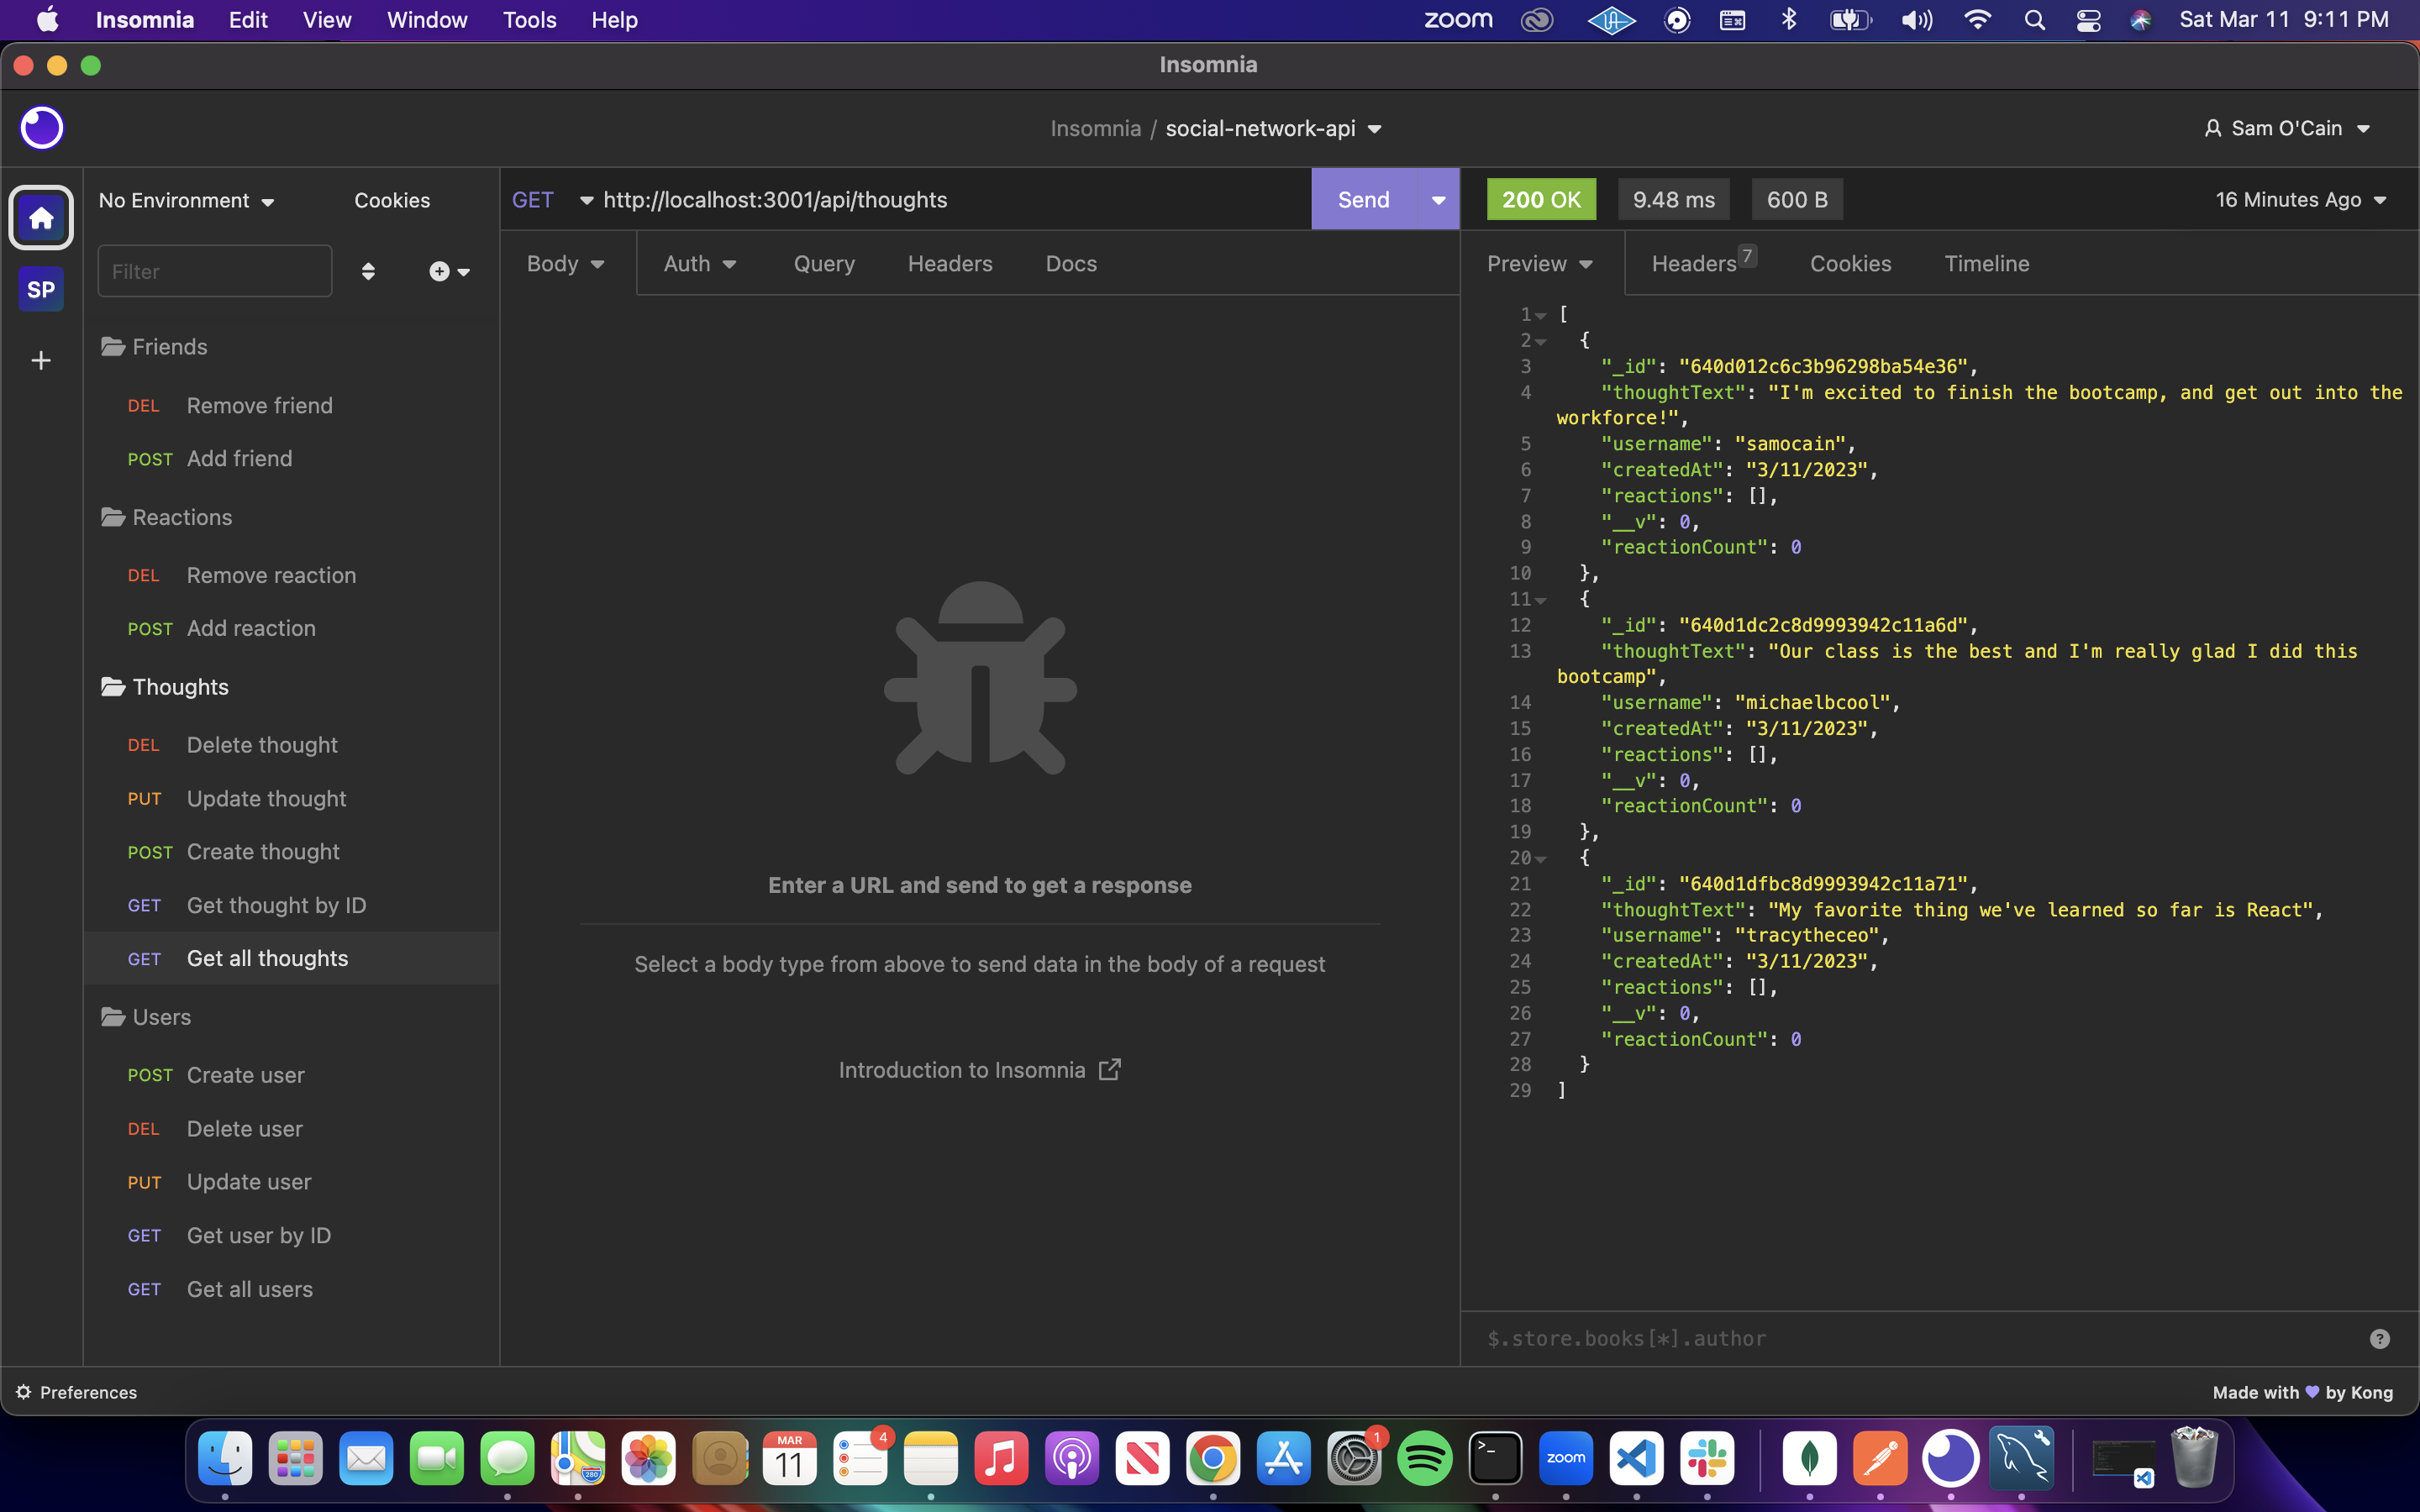 Insomnia Edit View Window Tools Help zoom Sat Mar 11 9:11 PM
Insomnia
Insomnia / social-network-api Sam O'Cain
No Environment Cookies
GET http://localhost:3001/api/thoughts Send
200 OK 9.48 ms 600 B 16 Minutes Ago
Filter
SP
Body Auth Query Headers Docs
Preview Headers 7 Cookies Timeline
Friends
DEL Remove friend
POST Add friend
Reactions
DEL Remove reaction
POST Add reaction
Thoughts
DEL Delete thought
PUT Update thought
POST Create thought
GET Get thought by ID
GET Get all thoughts
Users
POST Create user
DEL Delete user
PUT Update user
GET Get user by ID
GET Get all users
Enter a URL and send to get a response
Select a body type from above to send data in the body of a request
Introduction to Insomnia
1 [
2 {
3 "_id": "640d012c6c3b96298ba54e36",
4 "thoughtText": "I'm excited to finish the bootcamp, and get out into the
workforce!",
5 "username": "samocain",
6 "createdAt": "3/11/2023",
7 "reactions": [],
8 "__v": 0,
9 "reactionCount": 0
10 },
11 {
12 "_id": "640d1dc2c8d9993942c11a6d",
13 "thoughtText": "Our class is the best and I'm really glad I did this
bootcamp",
14 "username": "michaelbcool",
15 "createdAt": "3/11/2023",
16 "reactions": [],
17 "__v": 0,
18 "reactionCount": 0
19 },
20 {
21 "_id": "640d1dfbc8d9993942c11a71",
22 "thoughtText": "My favorite thing we've learned so far is React",
23 "username": "tracytheceo",
24 "createdAt": "3/11/2023",
25 "reactions": [],
26 "__v": 0,
27 "reactionCount": 0
28 }
29 ]
$.store.books[*].author
Preferences
Made with by Kong
MAR
11
4
280
1
zoom